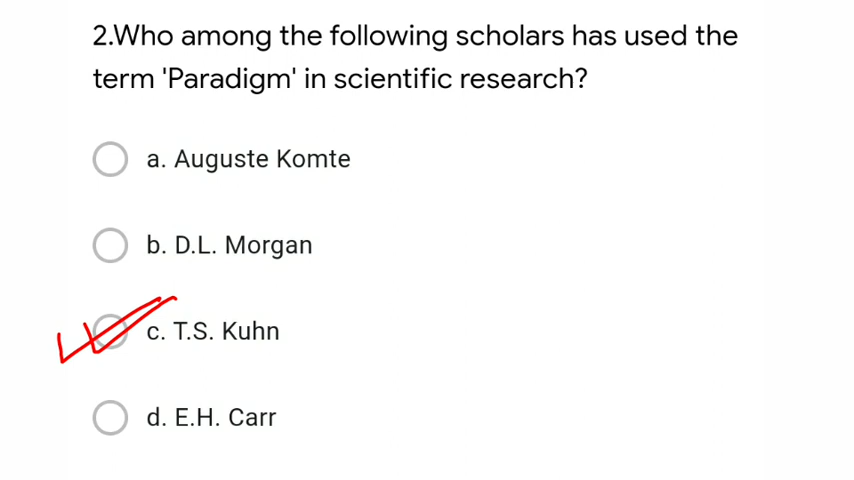 2.Who among the following scholars has used the
term 'Paradigm' in scientific research?
a. Auguste Komte
b. D.L. Morgan
c. T.S. Kuhn
d. E.H. Carr